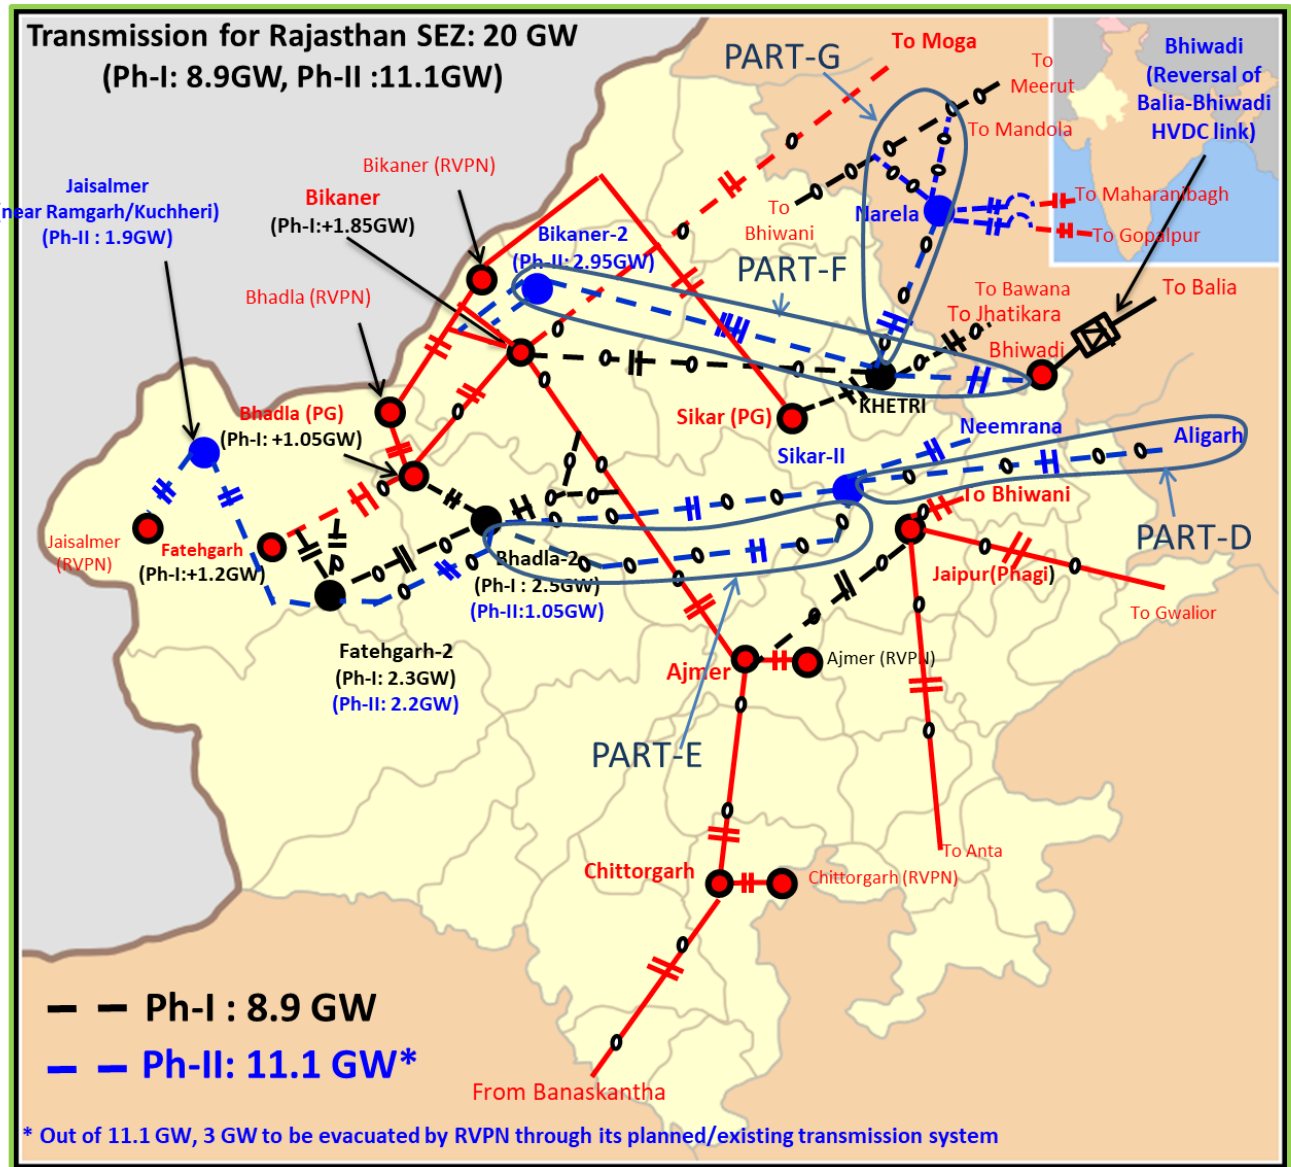 Transmission for Rajasthan SEZ: 20 GW
(Ph-I: 8.9GW, Ph-II :11.1GW)
To Moga
PART-G
To
Meerut
Bhiwadi
(Reversal of
Balia-Bhiwadi
HVDC link)
To Mandola
Bikaner (RVPN)
Jaisalmer
near Ramgarh/Kuchheri)
(Ph-II : 1.9GW)
Bikaner
(Ph-I:+1.85GW)
To
Bhiwani
Narela
To Maharanibagh
To Gopalpur
Bikaner-2
(Ph-II: 2.95GW)
PART-F
Bhadla (RVPN)
To Bawana
To Jhatikara
To Balia
Bhiwadi
Bhadla (PG)
(Ph-I: +1.05GW)
Sikar (PG)
KHETRI
Neemrana
Aligarh
Sikar-II
To Bhiwani
PART-D
Jaisalmer
(RVPN)
Fatehgarh
(Ph-I:+1.2GW)
Bhadla-2
(Ph-I : 2.5GW)
(Ph-II:1.05GW)
Jaipur(Phagi)
To Gwalior
Fatehgarh-2
(Ph-I: 2.3GW)
(Ph-II: 2.2GW)
Ajmer
Ajmer (RVPN)
PART-E
To Anta
Chittorgarh
Chittorgarh (RVPN)
Ph-I : 8.9 GW
Ph-II: 11.1 GW*
From Banaskantha
* Out of 11.1 GW, 3 GW to be evacuated by RVPN through its planned/existing transmission system